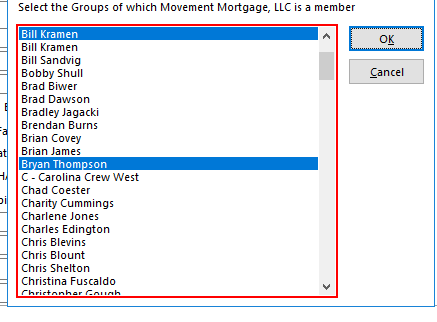 Select the Groups of which Movement Mortgage, LLC is a member
Bill Kramen
Bill Kramen
Bill Sandvig
Bobby Shull
Brad Biwer
Brad Dawson
Bradley Jagacki
Brendan Burns
Brian Covey
Brian James
Bryan Thompson
C - Carolina Crew West
Chad Coester
Charity Cummings
Charlene Jones
Charles Edington
Chris Blevins
Chris Blount
Chris Shelton
Christina Fuscaldo
Christopher Gough
OK
Cancel